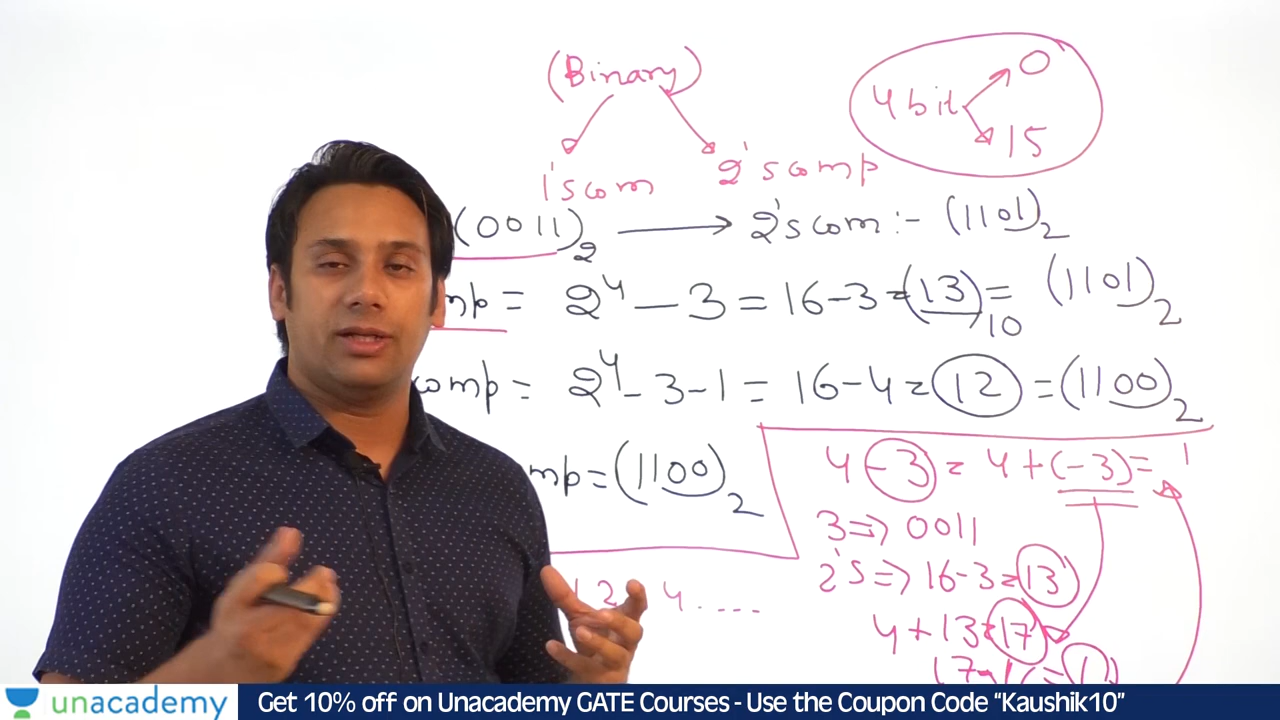 (Binary)
4 bit 0
15
1's com 2's comp
(0011)2 → 2's com :- (1101)2
mp = 2^4 - 3 = 16-3 = (13)10 = (1101)2
comp = 2^4 - 3 - 1 = 16-4 = 12 = (1100)2
mp = (1100)2
4 - 3 = 4+(-3) = 1
3 => 0011
2's => 16-3 = 13
2 4 ....
4+13 = 17
unacademy
Get 10% off on Unacademy GATE Courses - Use the Coupon Code “Kaushik10”